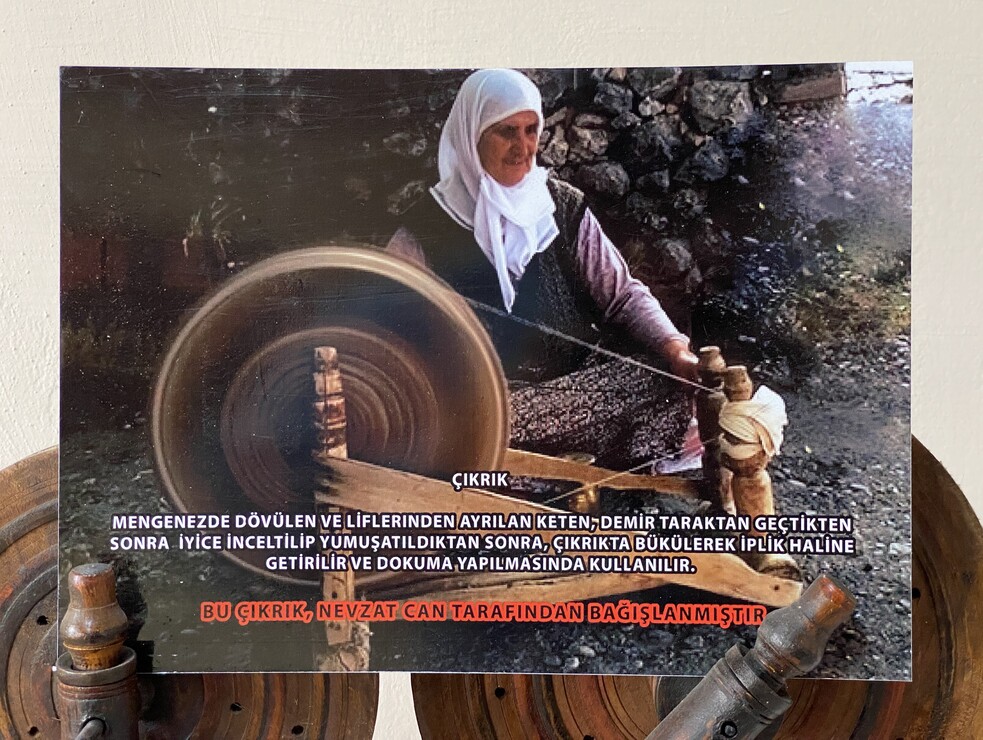 ÇIKRIK
MENGENEZDE DÖVÜLEN VE LİFLERİNDEN AYRILAN KETEN, DEMİR TARAKTAN GEÇTİKTEN
SONRA İYİCE İNCELTİLİP YUMUŞATILDIKTAN SONRA, ÇIKRIKTA BÜKÜLEREK İPLİK HALİNE
GETİRİLİR VE DOKUMA YAPILMASINDA KULLANILIR.
BU ÇIKRIK, NEVZAT CAN TARAFINDAN BAĞIŞLANMIŞTIR